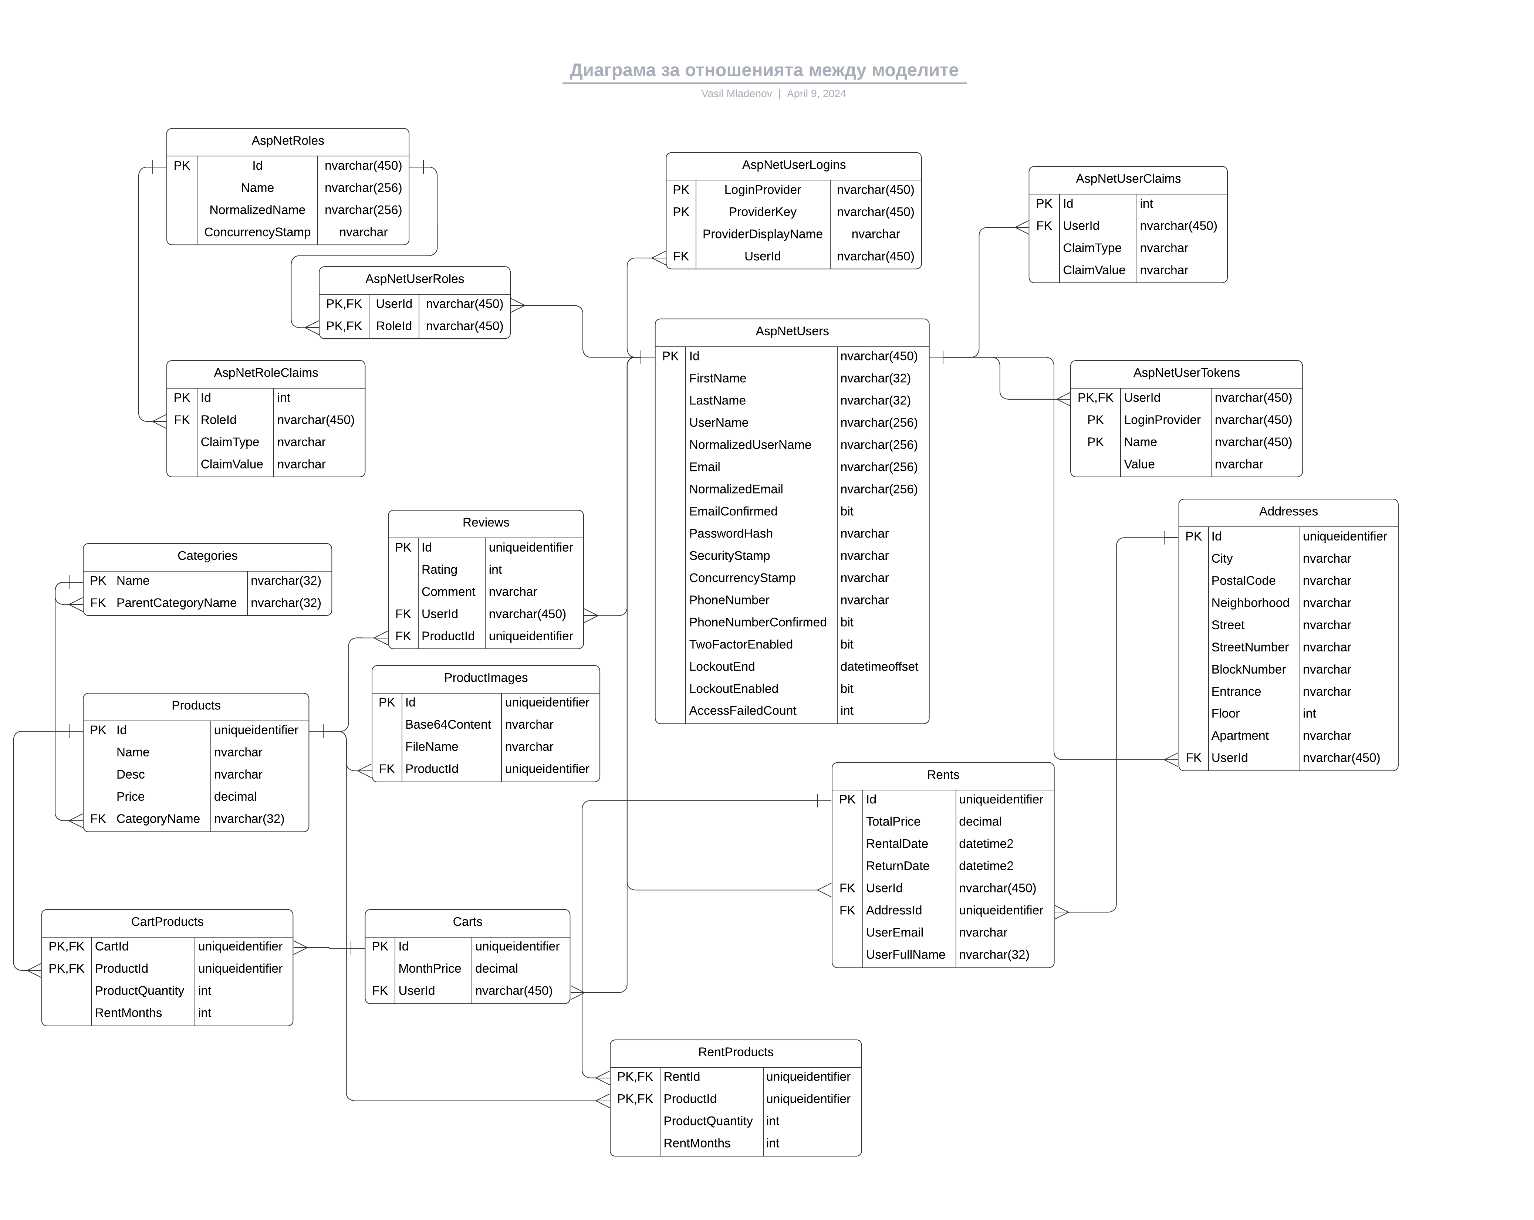 Диаграма за отношенията между моделите
Vasil Mladenov | April 9, 2024
AspNetRoles
PK Id nvarchar(450)
Name nvarchar(256)
NormalizedName nvarchar(256)
ConcurrencyStamp nvarchar
AspNetUserLogins
PK LoginProvider nvarchar(450)
PK ProviderKey nvarchar(450)
ProviderDisplayName nvarchar
FK UserId nvarchar(450)
AspNetUserClaims
PK Id int
FK UserId nvarchar(450)
ClaimType nvarchar
ClaimValue nvarchar
AspNetUserRoles
PK,FK UserId nvarchar(450)
PK,FK RoleId nvarchar(450)
AspNetUsers
PK Id nvarchar(450)
FirstName nvarchar(32)
LastName nvarchar(32)
UserName nvarchar(256)
NormalizedUserName nvarchar(256)
Email nvarchar(256)
NormalizedEmail nvarchar(256)
EmailConfirmed bit
PasswordHash nvarchar
SecurityStamp nvarchar
ConcurrencyStamp nvarchar
PhoneNumber nvarchar
PhoneNumberConfirmed bit
TwoFactorEnabled bit
LockoutEnd datetimeoffset
LockoutEnabled bit
AccessFailedCount int
AspNetRoleClaims
PK Id int
FK RoleId nvarchar(450)
ClaimType nvarchar
ClaimValue nvarchar
AspNetUserTokens
PK,FK UserId nvarchar(450)
PK LoginProvider nvarchar(450)
PK Name nvarchar(450)
Value nvarchar
Addresses
PK Id uniqueidentifier
City nvarchar
PostalCode nvarchar
Neighborhood nvarchar
Street nvarchar
StreetNumber nvarchar
BlockNumber nvarchar
Entrance nvarchar
Floor int
Apartment nvarchar
FK UserId nvarchar(450)
Reviews
PK Id uniqueidentifier
Rating int
Comment nvarchar
FK UserId nvarchar(450)
FK ProductId uniqueidentifier
Categories
PK Name nvarchar(32)
FK ParentCategoryName nvarchar(32)
ProductImages
PK Id uniqueidentifier
Base64Content nvarchar
FileName nvarchar
FK ProductId uniqueidentifier
Products
PK Id uniqueidentifier
Name nvarchar
Desc nvarchar
Price decimal
FK CategoryName nvarchar(32)
Rents
PK Id uniqueidentifier
TotalPrice decimal
RentalDate datetime2
ReturnDate datetime2
FK UserId nvarchar(450)
FK AddressId uniqueidentifier
UserEmail nvarchar
UserFullName nvarchar(32)
CartProducts
PK,FK CartId uniqueidentifier
PK,FK ProductId uniqueidentifier
ProductQuantity int
RentMonths int
Carts
PK Id uniqueidentifier
MonthPrice decimal
FK UserId nvarchar(450)
RentProducts
PK,FK RentId uniqueidentifier
PK,FK ProductId uniqueidentifier
ProductQuantity int
RentMonths int